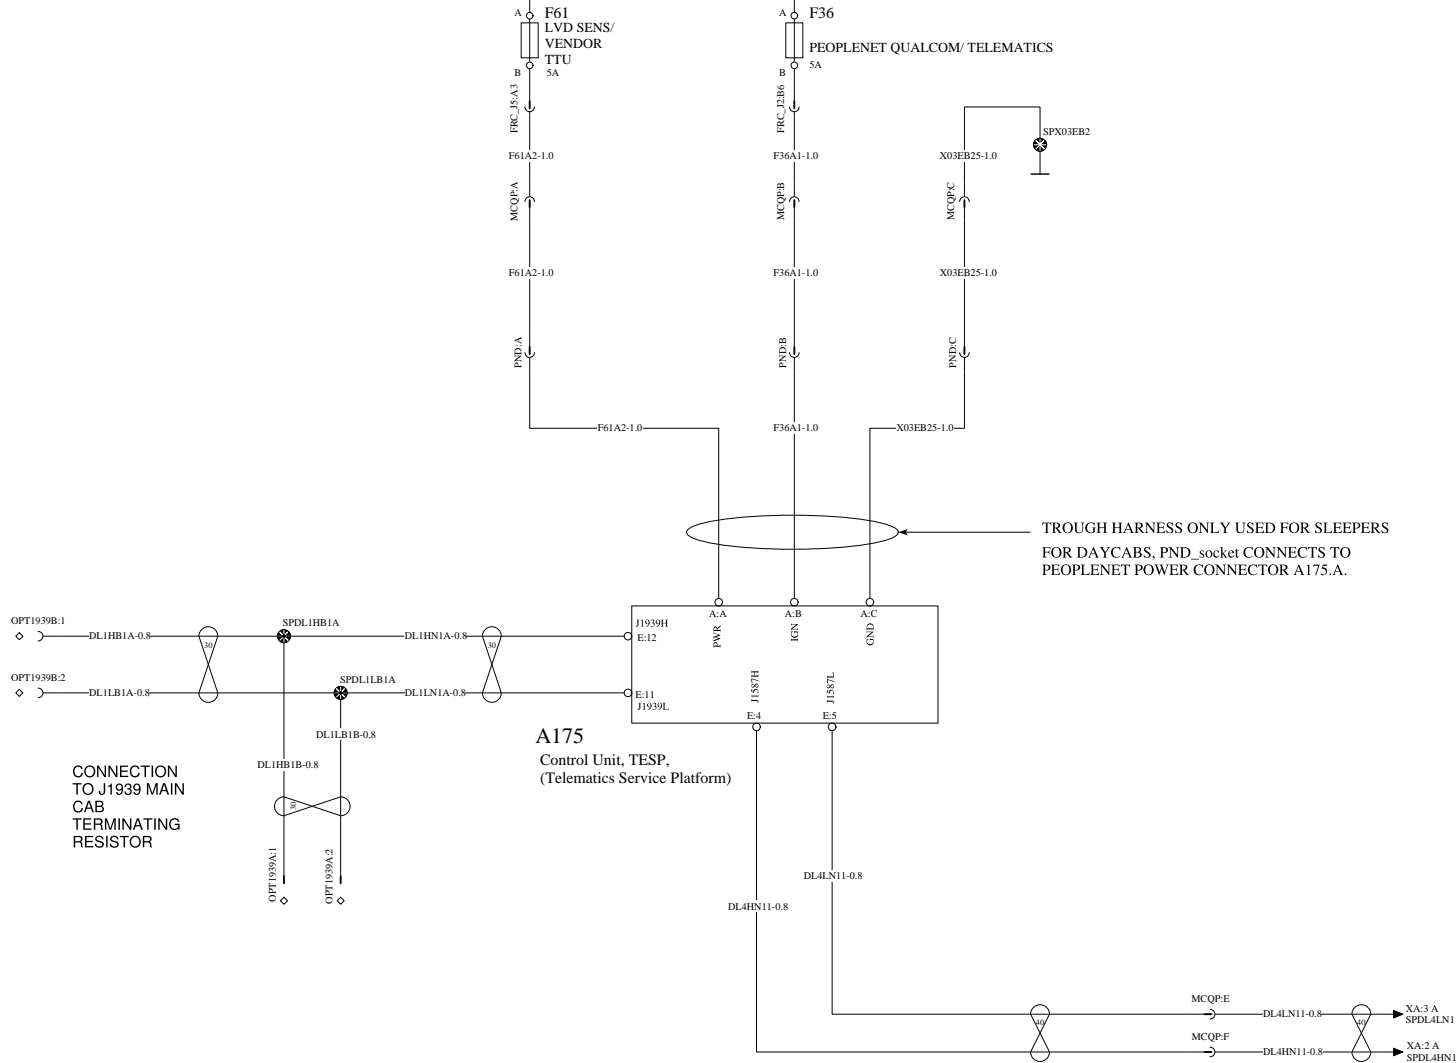 A
F61
LVD SENS/
VENDOR
TTU
B
5A
A
F36
PEOPLENET QUALCOM/ TELEMATICS
B
5A
FRC_J5:A3
FRC_J2:B6
SPX03EB2
F61A2-1.0
F36A1-1.0
X03EB25-1.0
MCQP:A
MCQP:B
MCQP:C
F61A2-1.0
F36A1-1.0
X03EB25-1.0
PND:A
PND:B
PND:C
F61A2-1.0
F36A1-1.0
X03EB25-1.0
TROUGH HARNESS ONLY USED FOR SLEEPERS
FOR DAYCABS, PND_socket CONNECTS TO
PEOPLENET POWER CONNECTOR A175.A.
OPT1939B:1
DL1HB1A-0.8
30
SPDL1HB1A
DL1HN1A-0.8
30
J1939H
E:12
A:A
PWR
A:B
IGN
A:C
GND
OPT1939B:2
DL1LB1A-0.8
SPDL1LB1A
DL1LN1A-0.8
E:11
J1939L
J1587H
E:4
J1587L
E:5
DL1LB1B-0.8
DL1HB1B-0.8
30
A175
Control Unit, TESP,
(Telematics Service Platform)
CONNECTION
TO J1939 MAIN
CAB
TERMINATING
RESISTOR
OPT1939A:1
OPT1939A:2
DL4LN11-0.8
DL4HN11-0.8
40
MCQP:E
DL4LN11-0.8
40
XA:3 A
SPDL4LN1
MCQP:F
DL4HN11-0.8
XA:2 A
SPDL4HN1